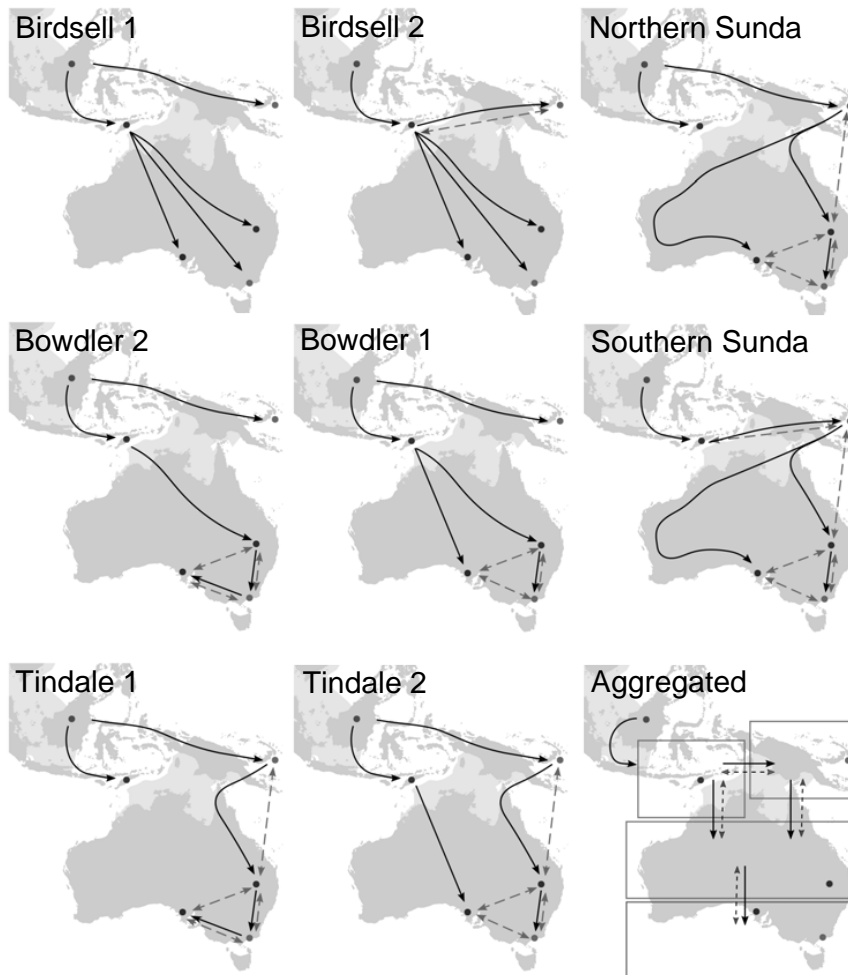 Birdsell 1
Birdsell 2
Northern Sunda
Bowdler 2
Bowdler 1
Southern Sunda
Tindale 1
Tindale 2
Aggregated